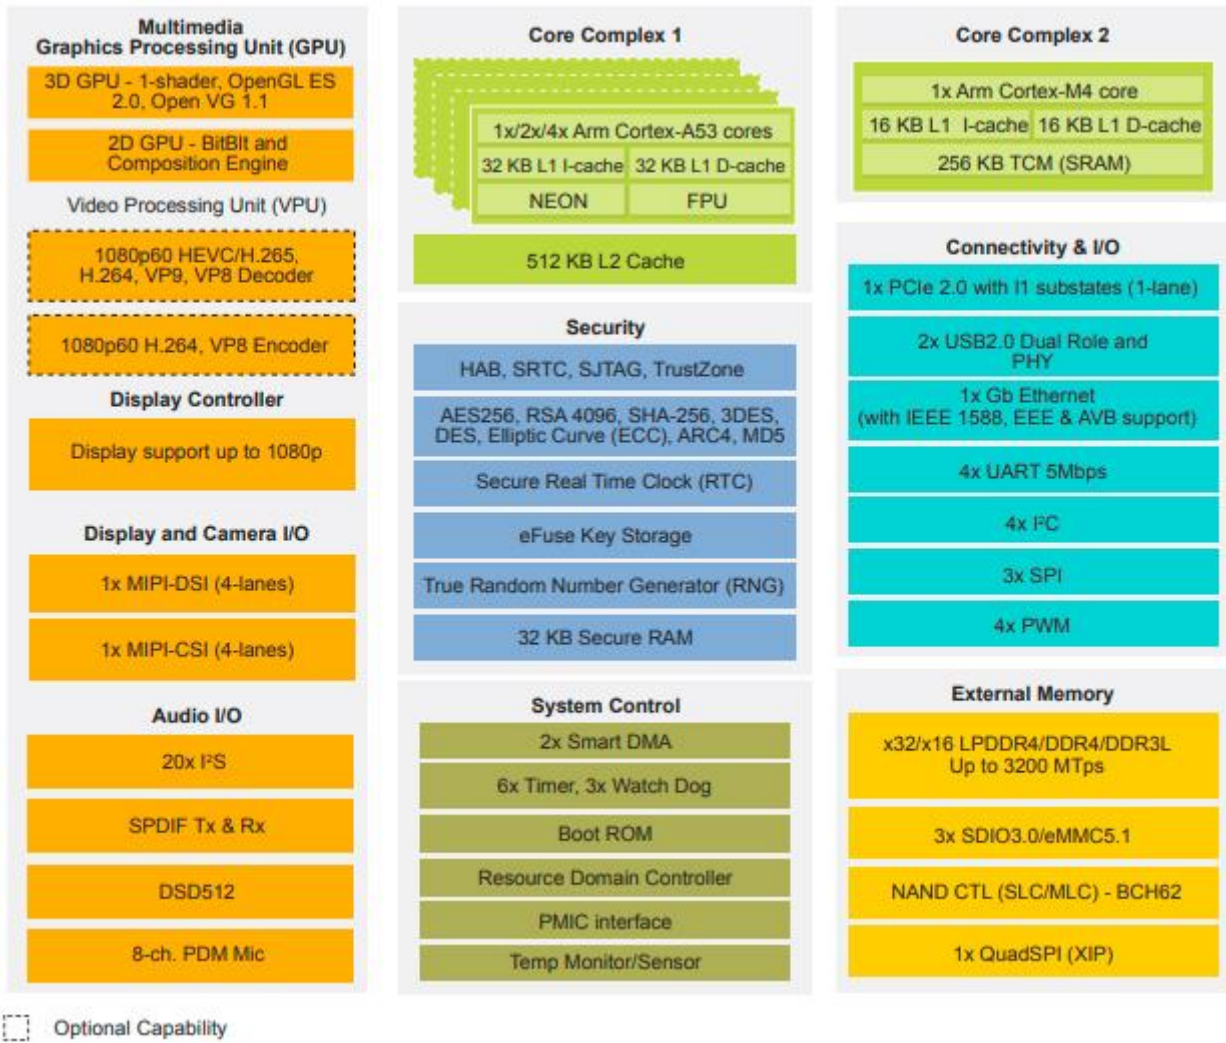 Multimedia
Graphics Processing Unit (GPU)
3D GPU - 1-shader, OpenGL ES
2.0, Open VG 1.1
2D GPU - BitBlt and
Composition Engine
Video Processing Unit (VPU)
1080p60 HEVC/H.265,
H.264, VP9, VP8 Decoder
1080p60 H.264, VP8 Encoder
Display Controller
Display support up to 1080p
Display and Camera I/O
1x MIPI-DSI (4-lanes)
1x MIPI-CSI (4-lanes)
Audio I/O
20x I²S
SPDIF Tx & Rx
DSD512
8-ch. PDM Mic
Core Complex 1
1x/2x/4x Arm Cortex-A53 cores
32 KB L1 I-cache
32 KB L1 D-cache
NEON
FPU
512 KB L2 Cache
Security
HAB, SRTC, SJTAG, TrustZone
AES256, RSA 4096, SHA-256, 3DES,
DES, Elliptic Curve (ECC), ARC4, MD5
Secure Real Time Clock (RTC)
eFuse Key Storage
True Random Number Generator (RNG)
32 KB Secure RAM
System Control
2x Smart DMA
6x Timer, 3x Watch Dog
Boot ROM
Resource Domain Controller
PMIC interface
Temp Monitor/Sensor
Core Complex 2
1x Arm Cortex-M4 core
16 KB L1 I-cache
16 KB L1 D-cache
256 KB TCM (SRAM)
Connectivity & I/O
1x PCIe 2.0 with l1 substates (1-lane)
2x USB2.0 Dual Role and
PHY
1x Gb Ethernet
(with IEEE 1588, EEE & AVB support)
4x UART 5Mbps
4x I²C
3x SPI
4x PWM
External Memory
x32/x16 LPDDR4/DDR4/DDR3L
Up to 3200 MTps
3x SDIO3.0/eMMC5.1
NAND CTL (SLC/MLC) - BCH62
1x QuadSPI (XIP)
Optional Capability